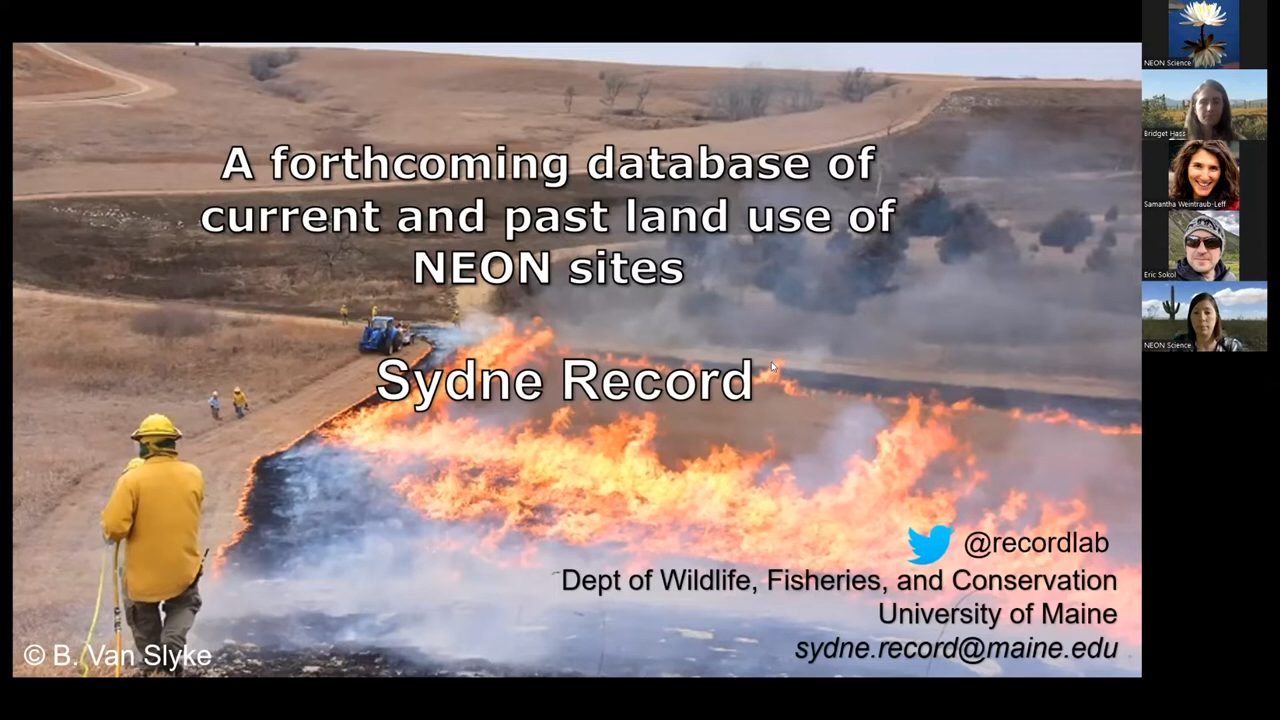 A forthcoming database of
current and past land use of
NEON sites
Sydne Record
@recordlab
Dept of Wildlife, Fisheries, and Conservation
University of Maine
sydne.record@maine.edu
© B. Van Slyke
NEON Science
Bridget Hass
Samantha Weintraub-Leff
Eric Sokol
NEON Science